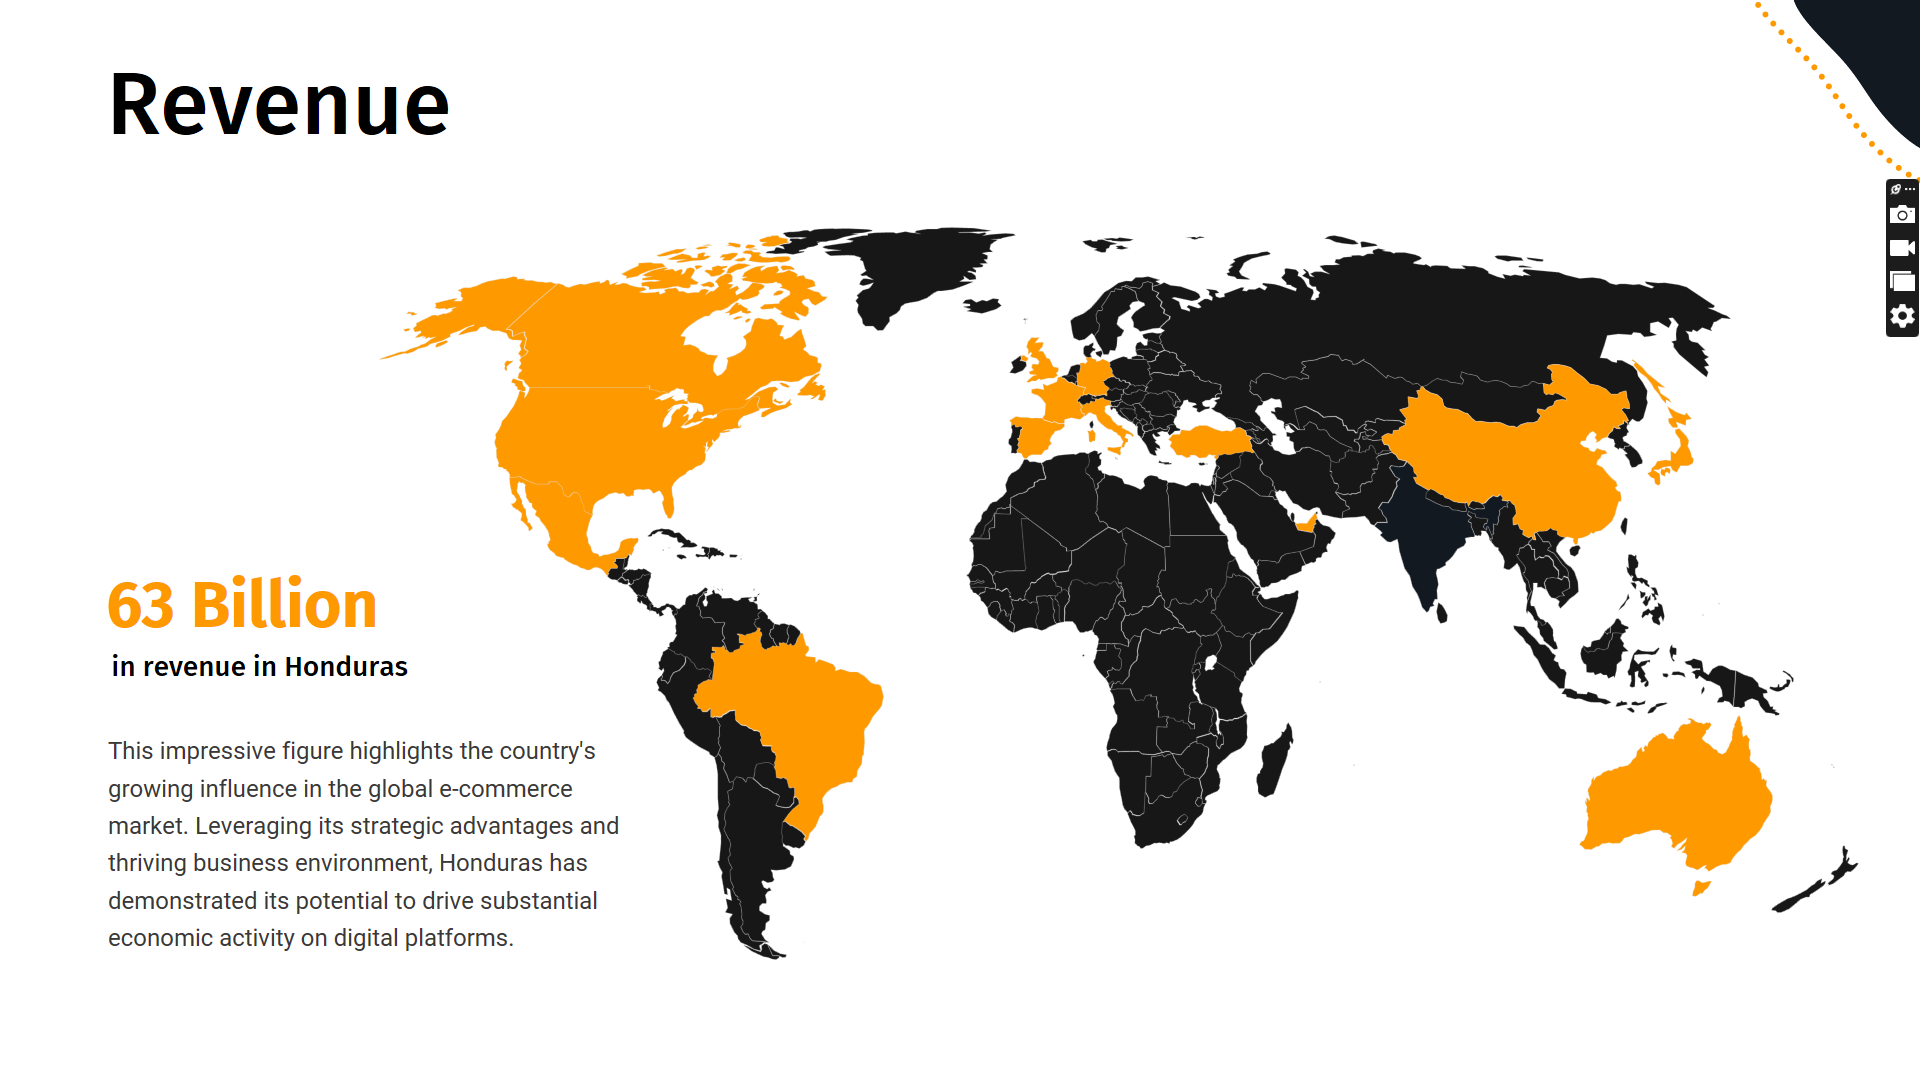 Revenue
63 Billion
in revenue in Honduras
This impressive figure highlights the country's
growing influence in the global e-commerce
market. Leveraging its strategic advantages and
thriving business environment, Honduras has
demonstrated its potential to drive substantial
economic activity on digital platforms.